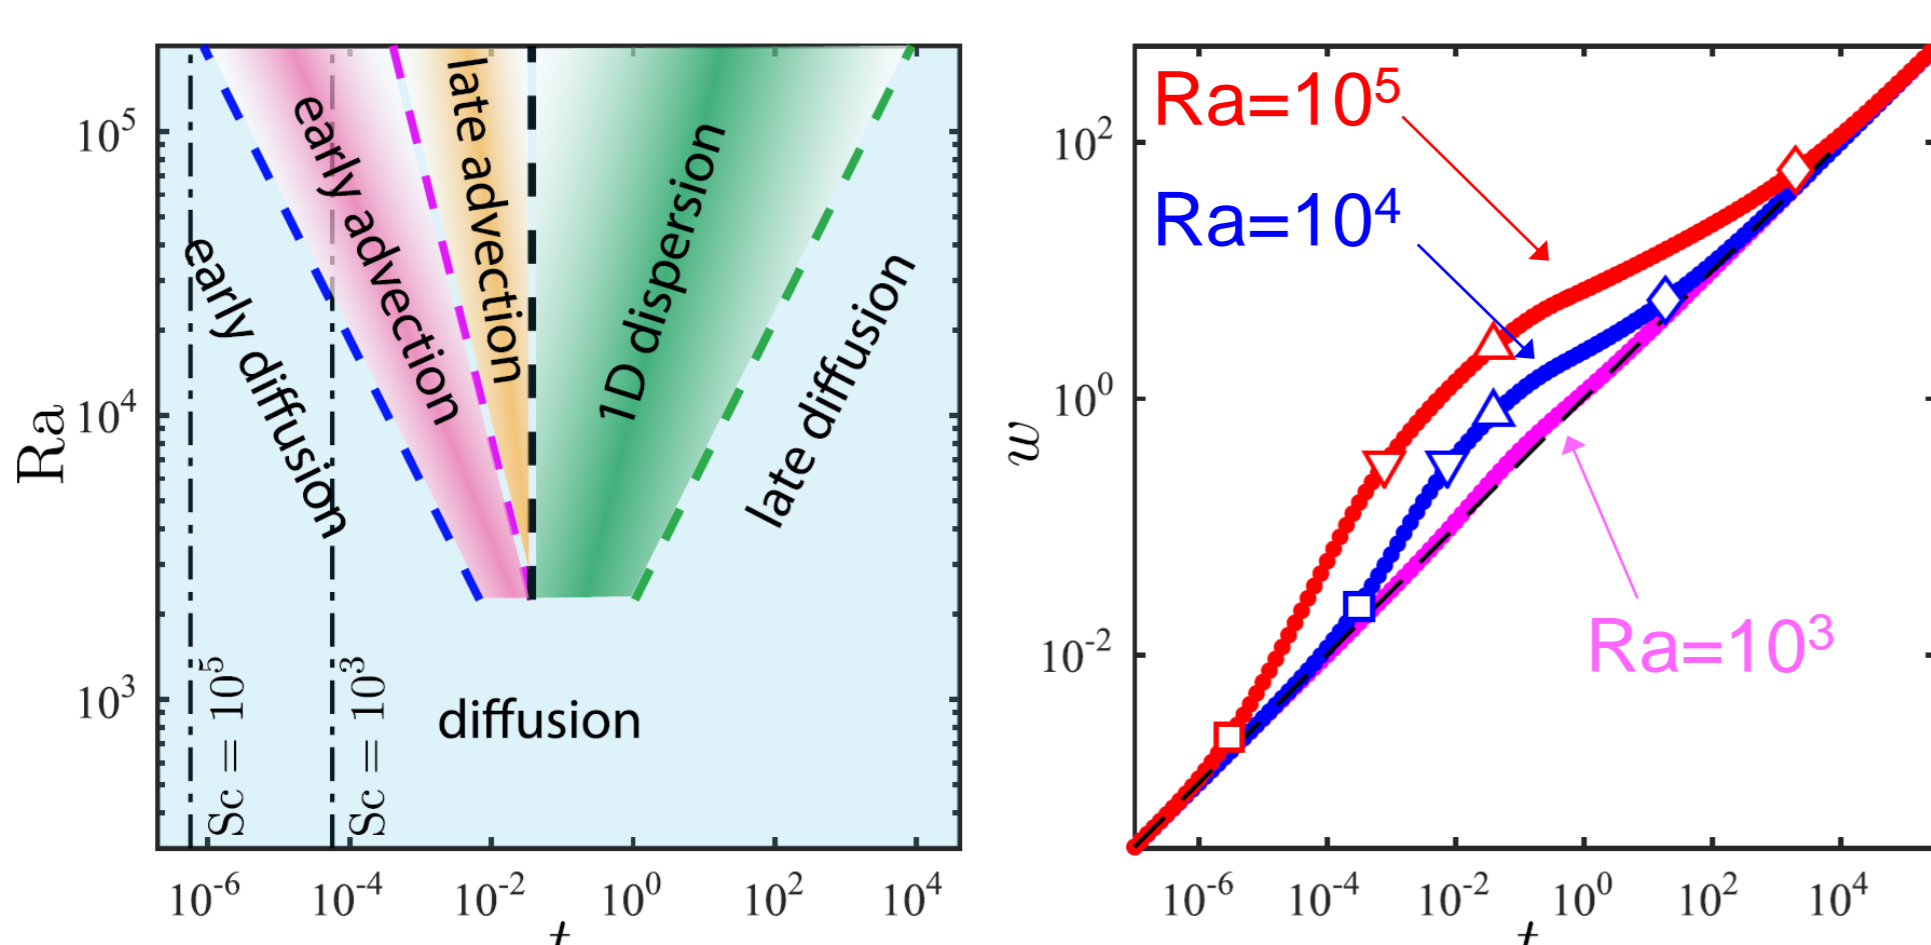 Ra
10^5
10^4
10^3
early diffusion
early advection
late advection
1D dispersion
late diffusion
diffusion
Sc = 10^5
Sc = 10^3
10^-6 10^-4 10^-2 10^0 10^2 10^4
t
w
10^2
10^0
10^-2
Ra=10^5
Ra=10^4
Ra=10^3
10^-6 10^-4 10^-2 10^0 10^2 10^4
t